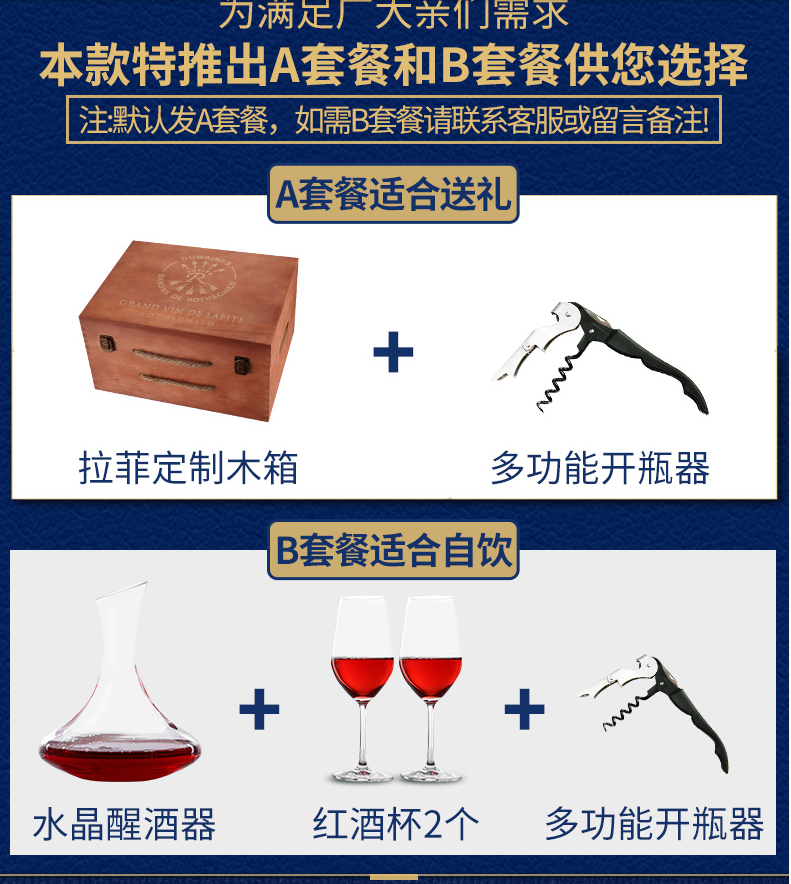 为满足广大亲们需求
本款特推出A套餐和B套餐供您选择
注:默认发A套餐，如需B套餐请联系客服或留言备注!
A套餐适合送礼
DOMAINES
BARONS DE ROTHSCHILD
GRAND VIN DE LAFITE
ROTHSCHILD
拉菲定制木箱
多功能开瓶器
B套餐适合自饮
水晶醒酒器
红酒杯2个
多功能开瓶器